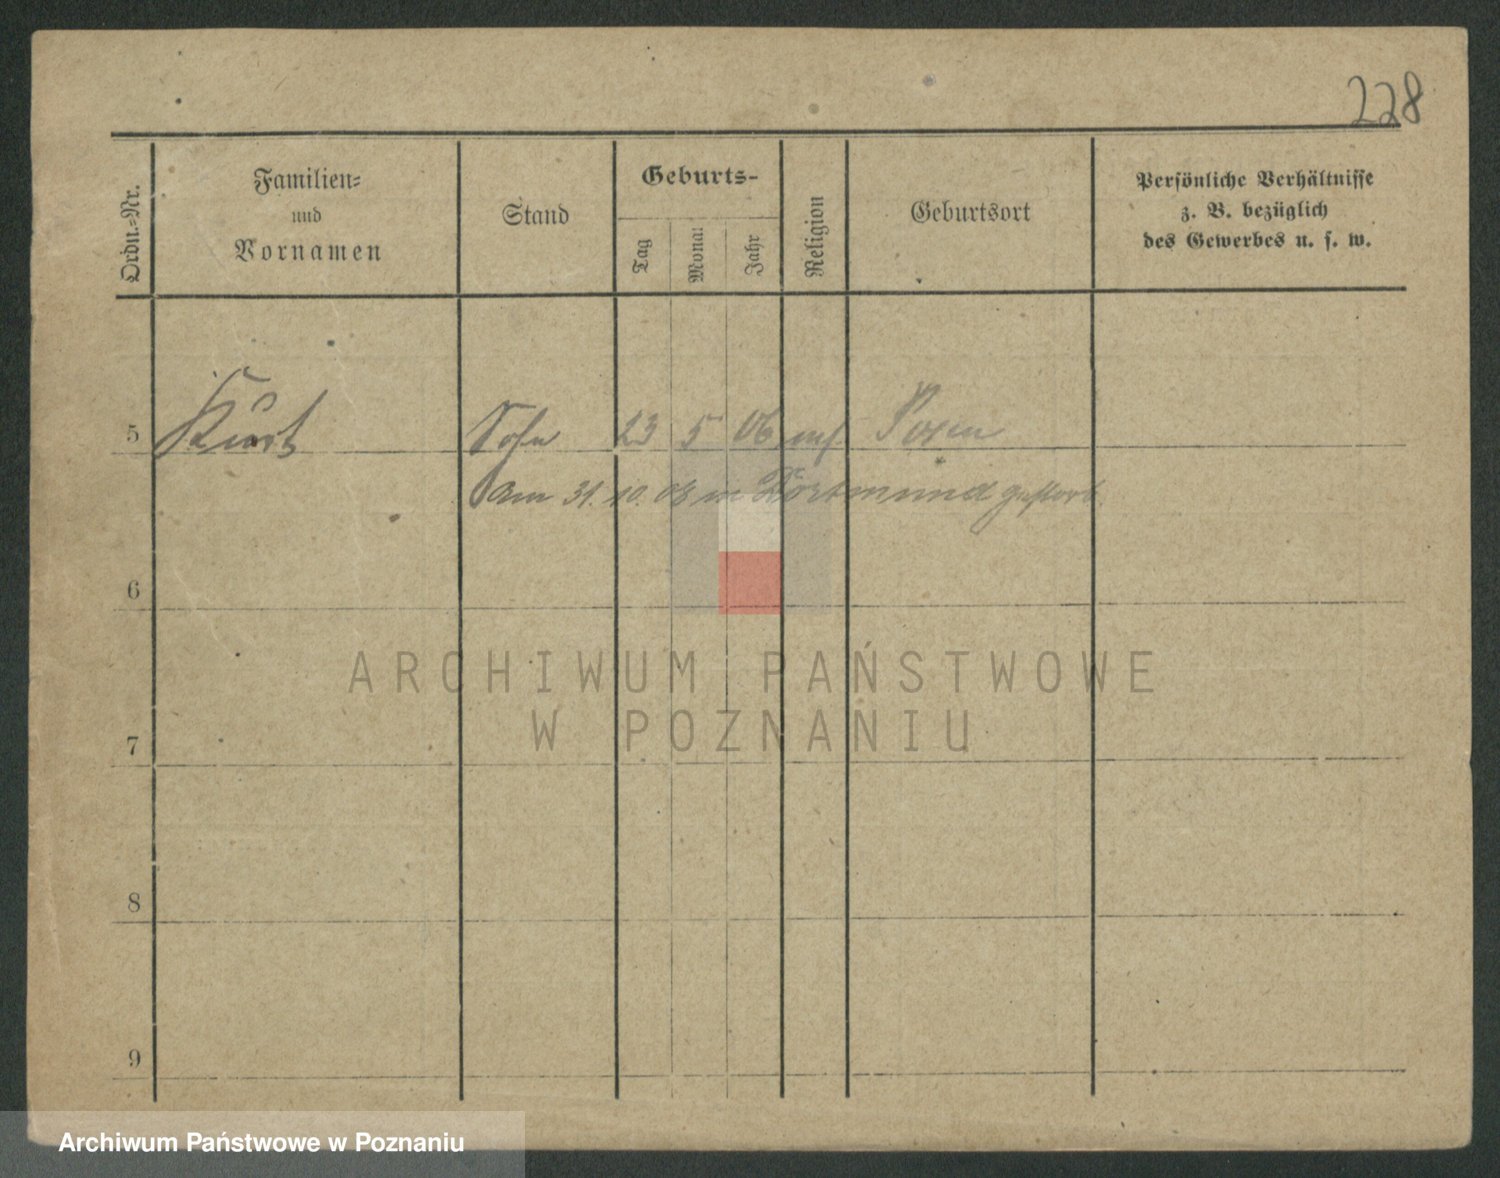 228
Ordn.-Nr.
Familien-
und
Vornamen
Stand
Geburts-
Tag
Monat
Jahr
Religion
Geburtsort
Persönliche Verhältnisse
z. B. bezüglich
des Gewerbes u. s. w.
5 Kurt Sohn 23 5 06 Posen
am 31. 10. 08 in Dortmund gestorb.
6
7
8
9
ARCHIWUM PAŃSTWOWE
W POZNANIU
Archiwum Państwowe w Poznaniu